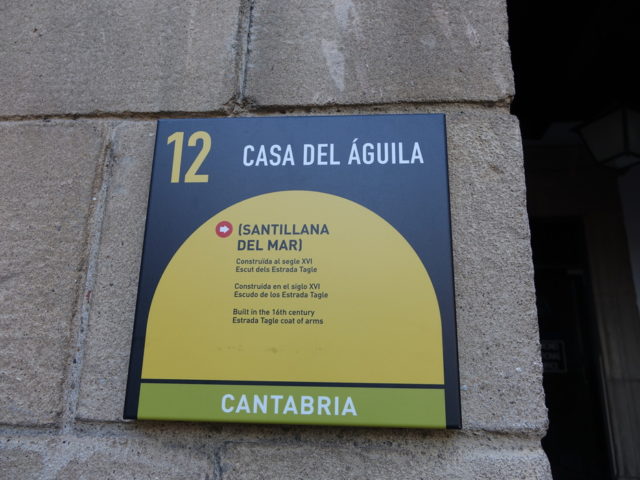 12 CASA DEL ÁGUILA
(SANTILLANA
DEL MAR)
Construïda al segle XVI
Escut dels Estrada Tagle
Construida en el siglo XVI
Escudo de los Estrada Tagle
Built in the 16th century
Estrada Tagle coat of arms
CANTABRIA